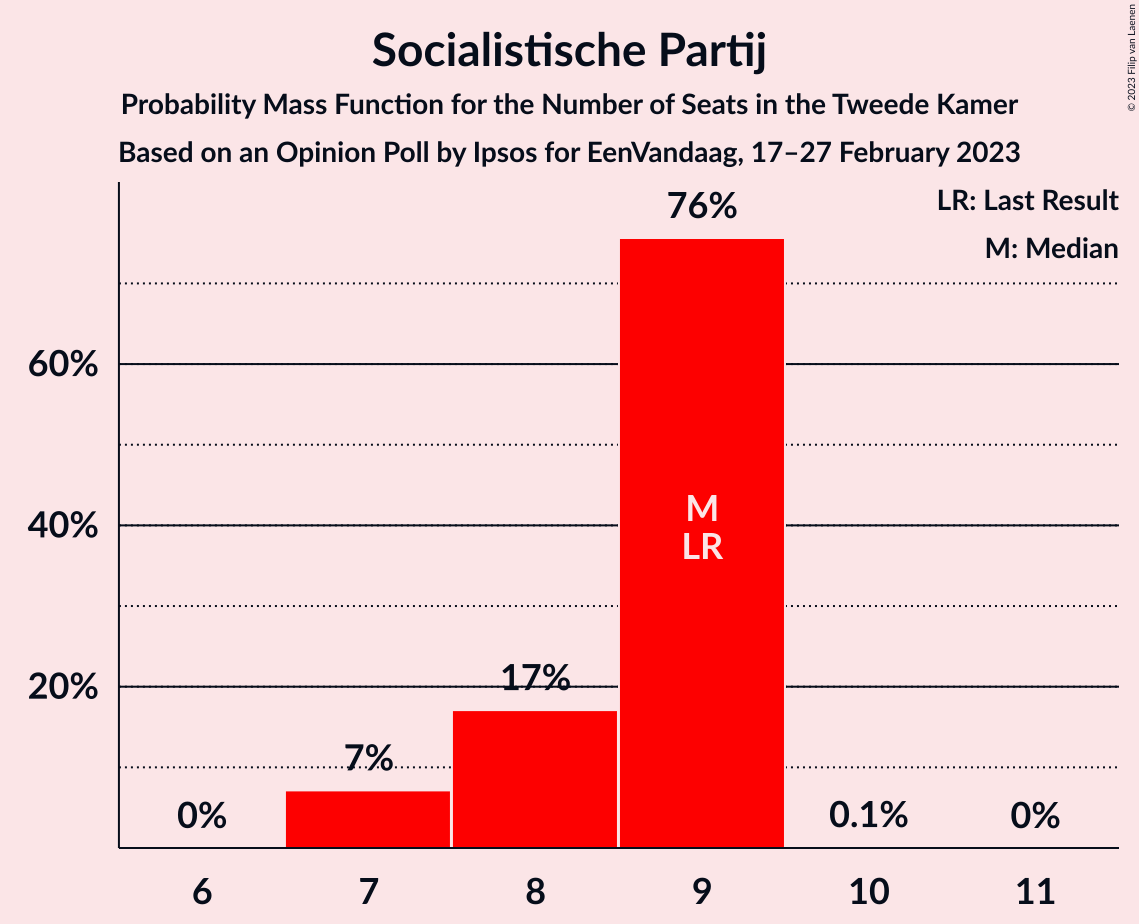 Socialistische Partij
Probability Mass Function for the Number of Seats in the Tweede Kamer
Based on an Opinion Poll by Ipsos for EenVandaag, 17–27 February 2023
© 2023 Filip van Laenen
LR: Last Result
M: Median
76%
60%
40%
20%
M
LR
17%
7%
0%
0.1%
0%
6 7 8 9 10 11